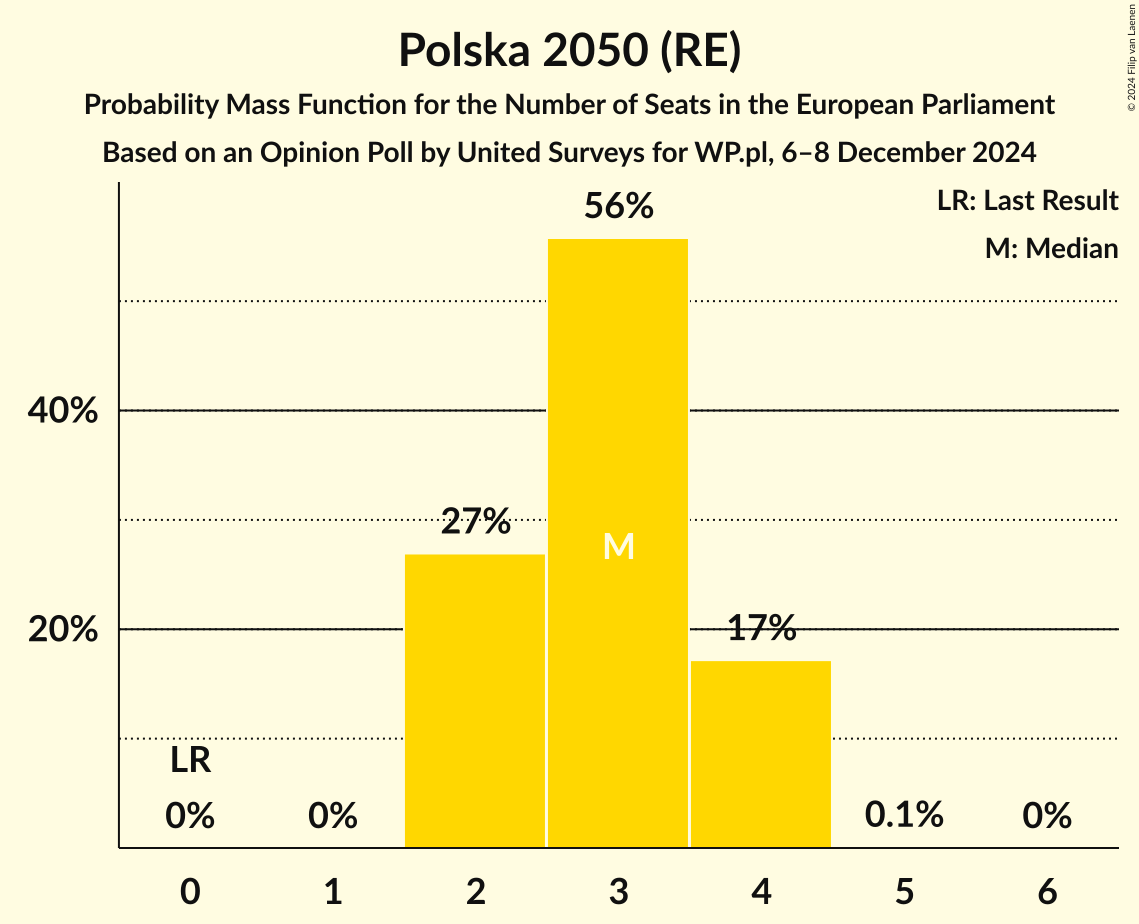 Polska 2050 (RE)
Probability Mass Function for the Number of Seats in the European Parliament
Based on an Opinion Poll by United Surveys for WP.pl, 6–8 December 2024
© 2024 Filip van Laenen
LR: Last Result
M: Median
56%
40%
27%
M
20%
17%
LR
0%
0%
0.1%
0%
0
1
2
3
4
5
6